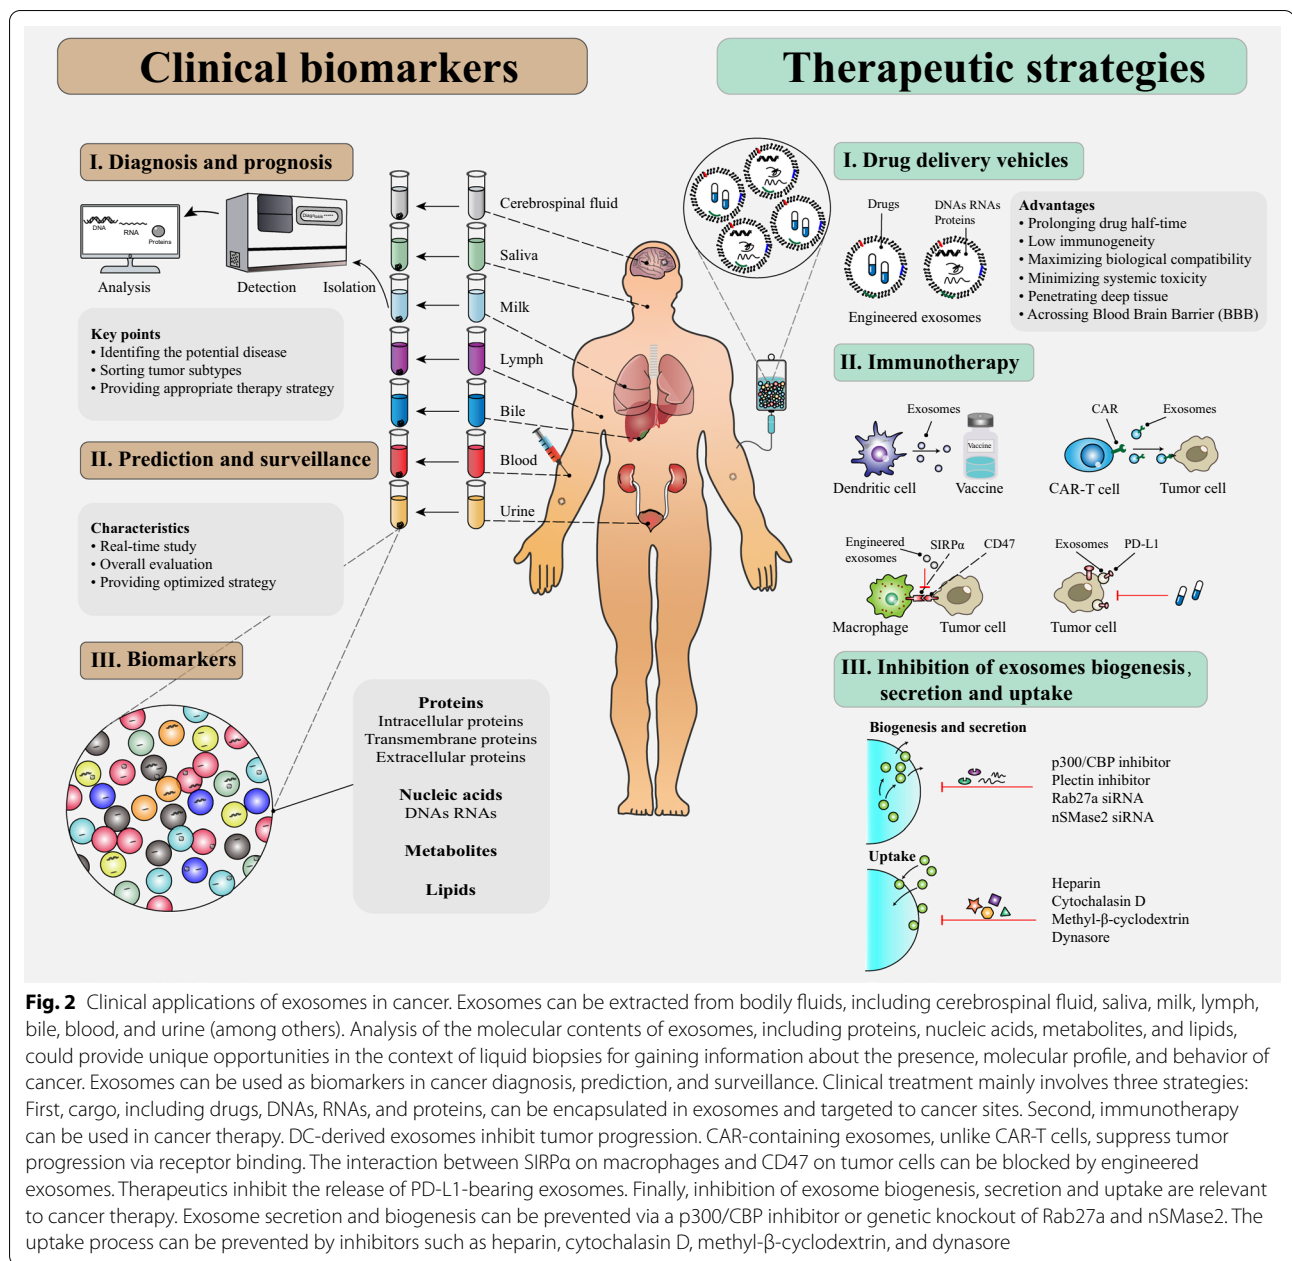 Clinical biomarkers
Therapeutic strategies
I. Diagnosis and prognosis
DNA
RNA
Proteins
Analysis
Detection
Isolation
Key points
• Identifing the potential disease
• Sorting tumor subtypes
• Providing appropriate therapy strategy
II. Prediction and surveillance
Characteristics
• Real-time study
• Overall evaluation
• Providing optimized strategy
III. Biomarkers
Cerebrospinal fluid
Saliva
Milk
Lymph
Bile
Blood
Urine
Proteins
Intracellular proteins
Transmembrane proteins
Extracellular proteins
Nucleic acids
DNAs RNAs
Metabolites
Lipids
I. Drug delivery vehicles
Drugs
DNAs RNAs
Proteins
Engineered exosomes
Advantages
• Prolonging drug half-time
• Low immunogeneity
• Maximizing biological compatibility
• Minimizing systemic toxicity
• Penetrating deep tissue
• Acrossing Blood Brain Barrier (BBB)
II. Immunotherapy
Exosomes
Vaccine
Dendritic cell
Vaccine
CAR
Exosomes
CAR-T cell
Tumor cell
Engineered
exosomes
SIRPα
CD47
Macrophage
Tumor cell
Exosomes
PD-L1
Tumor cell
III. Inhibition of exosomes biogenesis,
secretion and uptake
Biogenesis and secretion
p300/CBP inhibitor
Plectin inhibitor
Rab27a siRNA
nSMase2 siRNA
Uptake
Heparin
Cytochalasin D
Methyl-β-cyclodextrin
Dynasore
Fig. 2 Clinical applications of exosomes in cancer. Exosomes can be extracted from bodily fluids, including cerebrospinal fluid, saliva, milk, lymph,
bile, blood, and urine (among others). Analysis of the molecular contents of exosomes, including proteins, nucleic acids, metabolites, and lipids,
could provide unique opportunities in the context of liquid biopsies for gaining information about the presence, molecular profile, and behavior of
cancer. Exosomes can be used as biomarkers in cancer diagnosis, prediction, and surveillance. Clinical treatment mainly involves three strategies:
First, cargo, including drugs, DNAs, RNAs, and proteins, can be encapsulated in exosomes and targeted to cancer sites. Second, immunotherapy
can be used in cancer therapy. DC-derived exosomes inhibit tumor progression. CAR-containing exosomes, unlike CAR-T cells, suppress tumor
progression via receptor binding. The interaction between SIRPα on macrophages and CD47 on tumor cells can be blocked by engineered
exosomes. Therapeutics inhibit the release of PD-L1-bearing exosomes. Finally, inhibition of exosome biogenesis, secretion and uptake are relevant
to cancer therapy. Exosome secretion and biogenesis can be prevented via a p300/CBP inhibitor or genetic knockout of Rab27a and nSMase2. The
uptake process can be prevented by inhibitors such as heparin, cytochalasin D, methyl-β-cyclodextrin, and dynasore